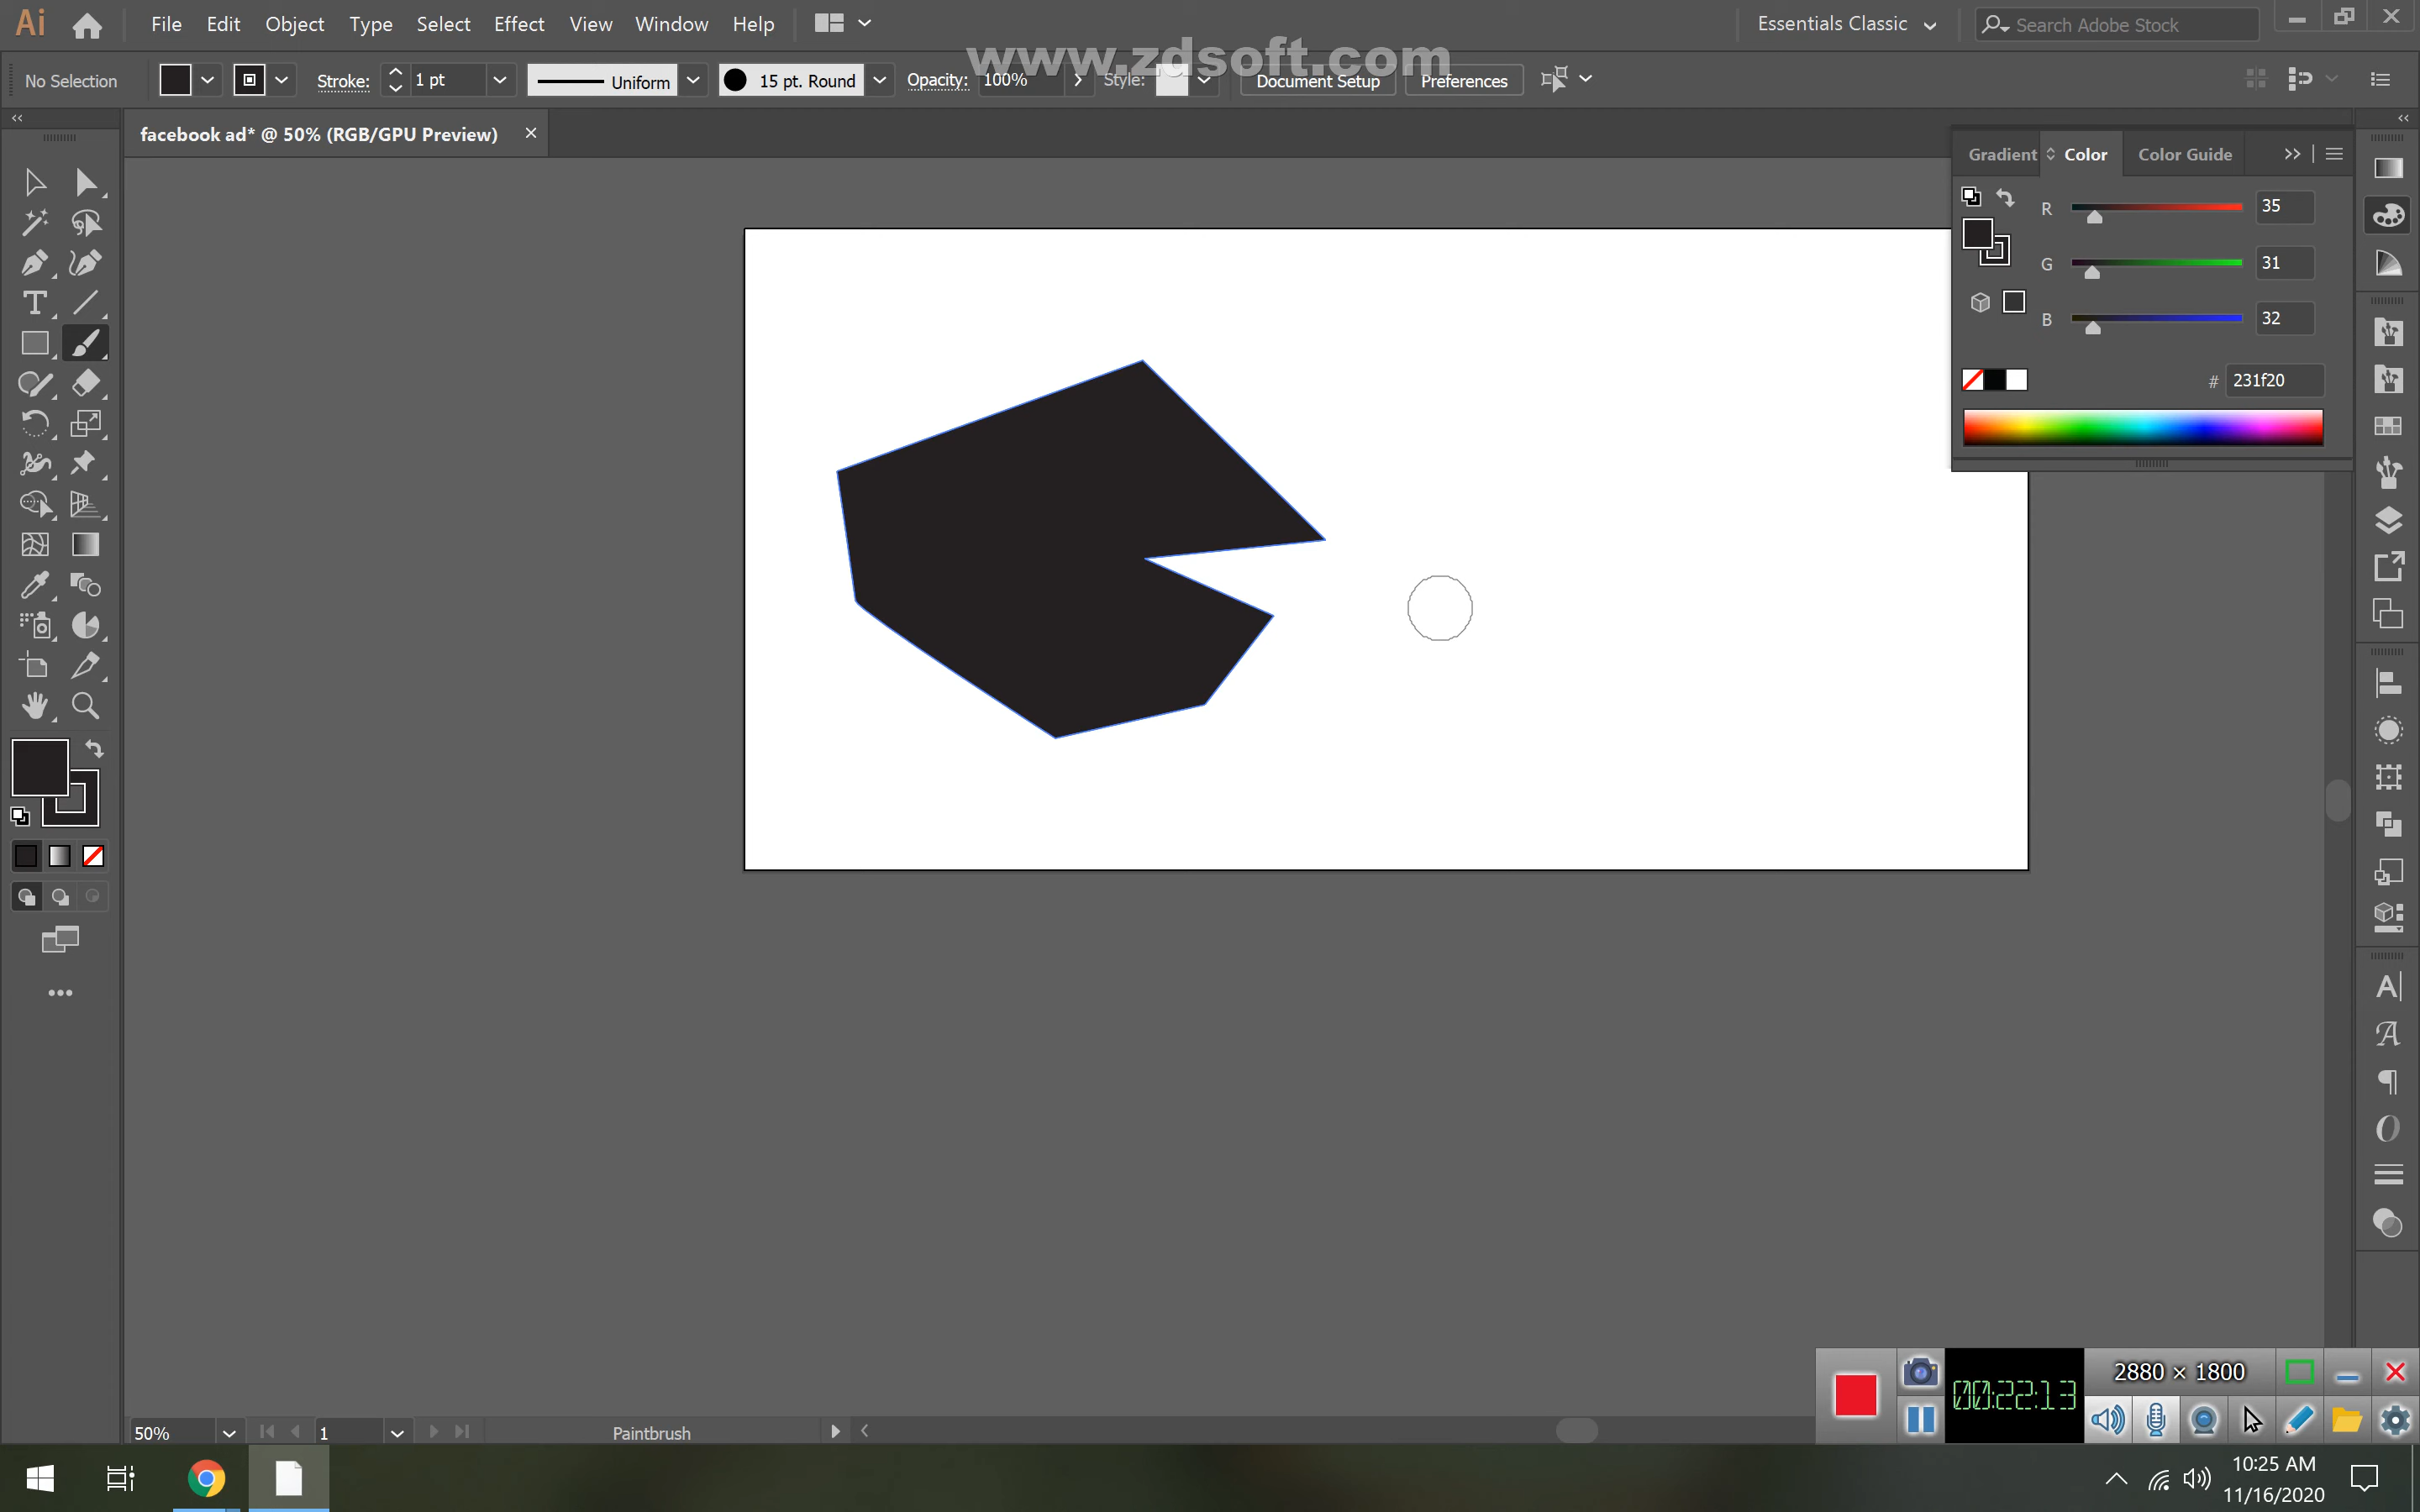 Ai File Edit Object Type Select Effect View Window Help Essentials Classic Search Adobe Stock
www.zdsoft.com
No Selection Stroke: 1 pt Uniform 15 pt. Round Opacity: 100% Style: Document Setup Preferences
facebook ad* @ 50% (RGB/GPU Preview)
Gradient Color Color Guide
R 35
G 31
B 32
# 231f20
2880 × 1800
00:22:13
50% 1 Paintbrush
10:25 AM
11/16/2020